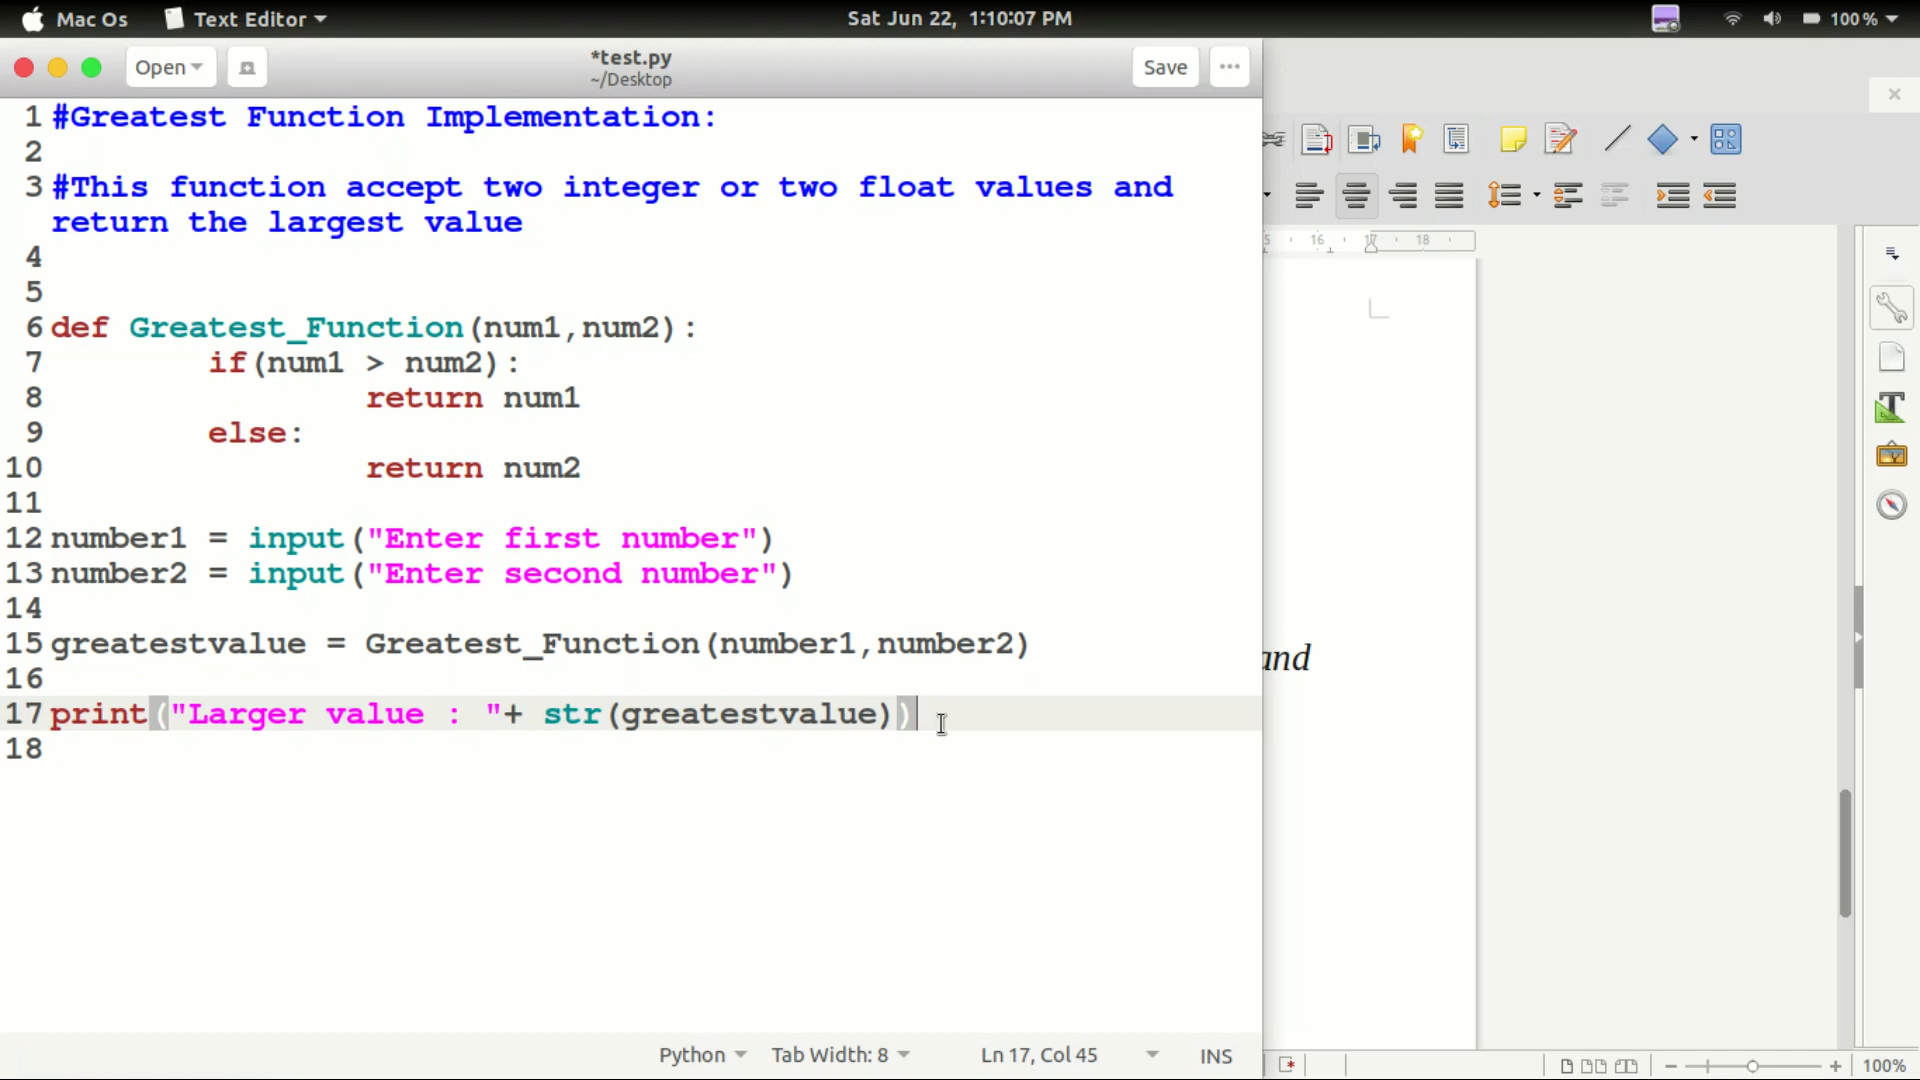 Mac Os Text Editor Sat Jun 22, 1:10:07 PM 100 %
Open *test.py Save
~/Desktop
1 #Greatest Function Implementation:
2
3 #This function accept two integer or two float values and
return the largest value
4
5
6 def Greatest_Function(num1,num2):
7 if(num1 > num2):
8 return num1
9 else:
10 return num2
11
12 number1 = input("Enter first number")
13 number2 = input("Enter second number")
14
15 greatestvalue = Greatest_Function(number1,number2)
16
17 print("Larger value : "+ str(greatestvalue))
18
Python Tab Width: 8 Ln 17, Col 45 INS
16 17 18
and
100%